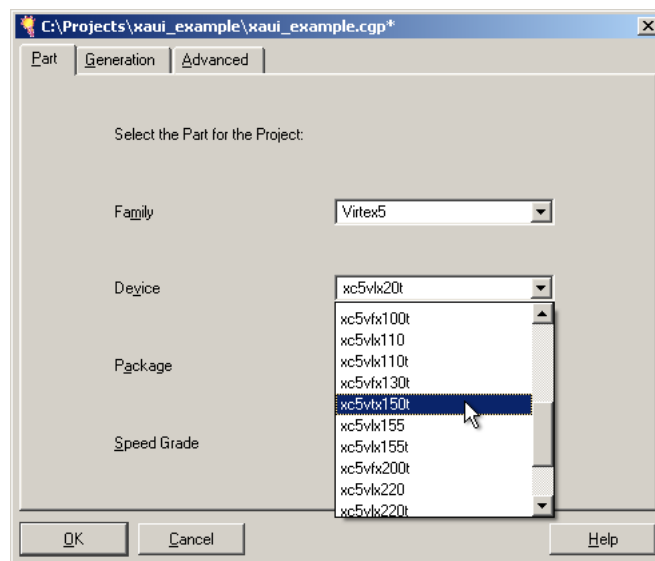 C:\Projects\xaui_example\xaui_example.cgp*
Part Generation Advanced
Select the Part for the Project:
Family Virtex5
Device xc5vlx20t
xc5vfx100t
xc5vlx110
xc5vlx110t
Package
xc5vfx130t
xc5vtx150t
xc5vlx155
Speed Grade
xc5vlx155t
xc5vfx200t
xc5vlx220
xc5vlx220t
OK Cancel Help